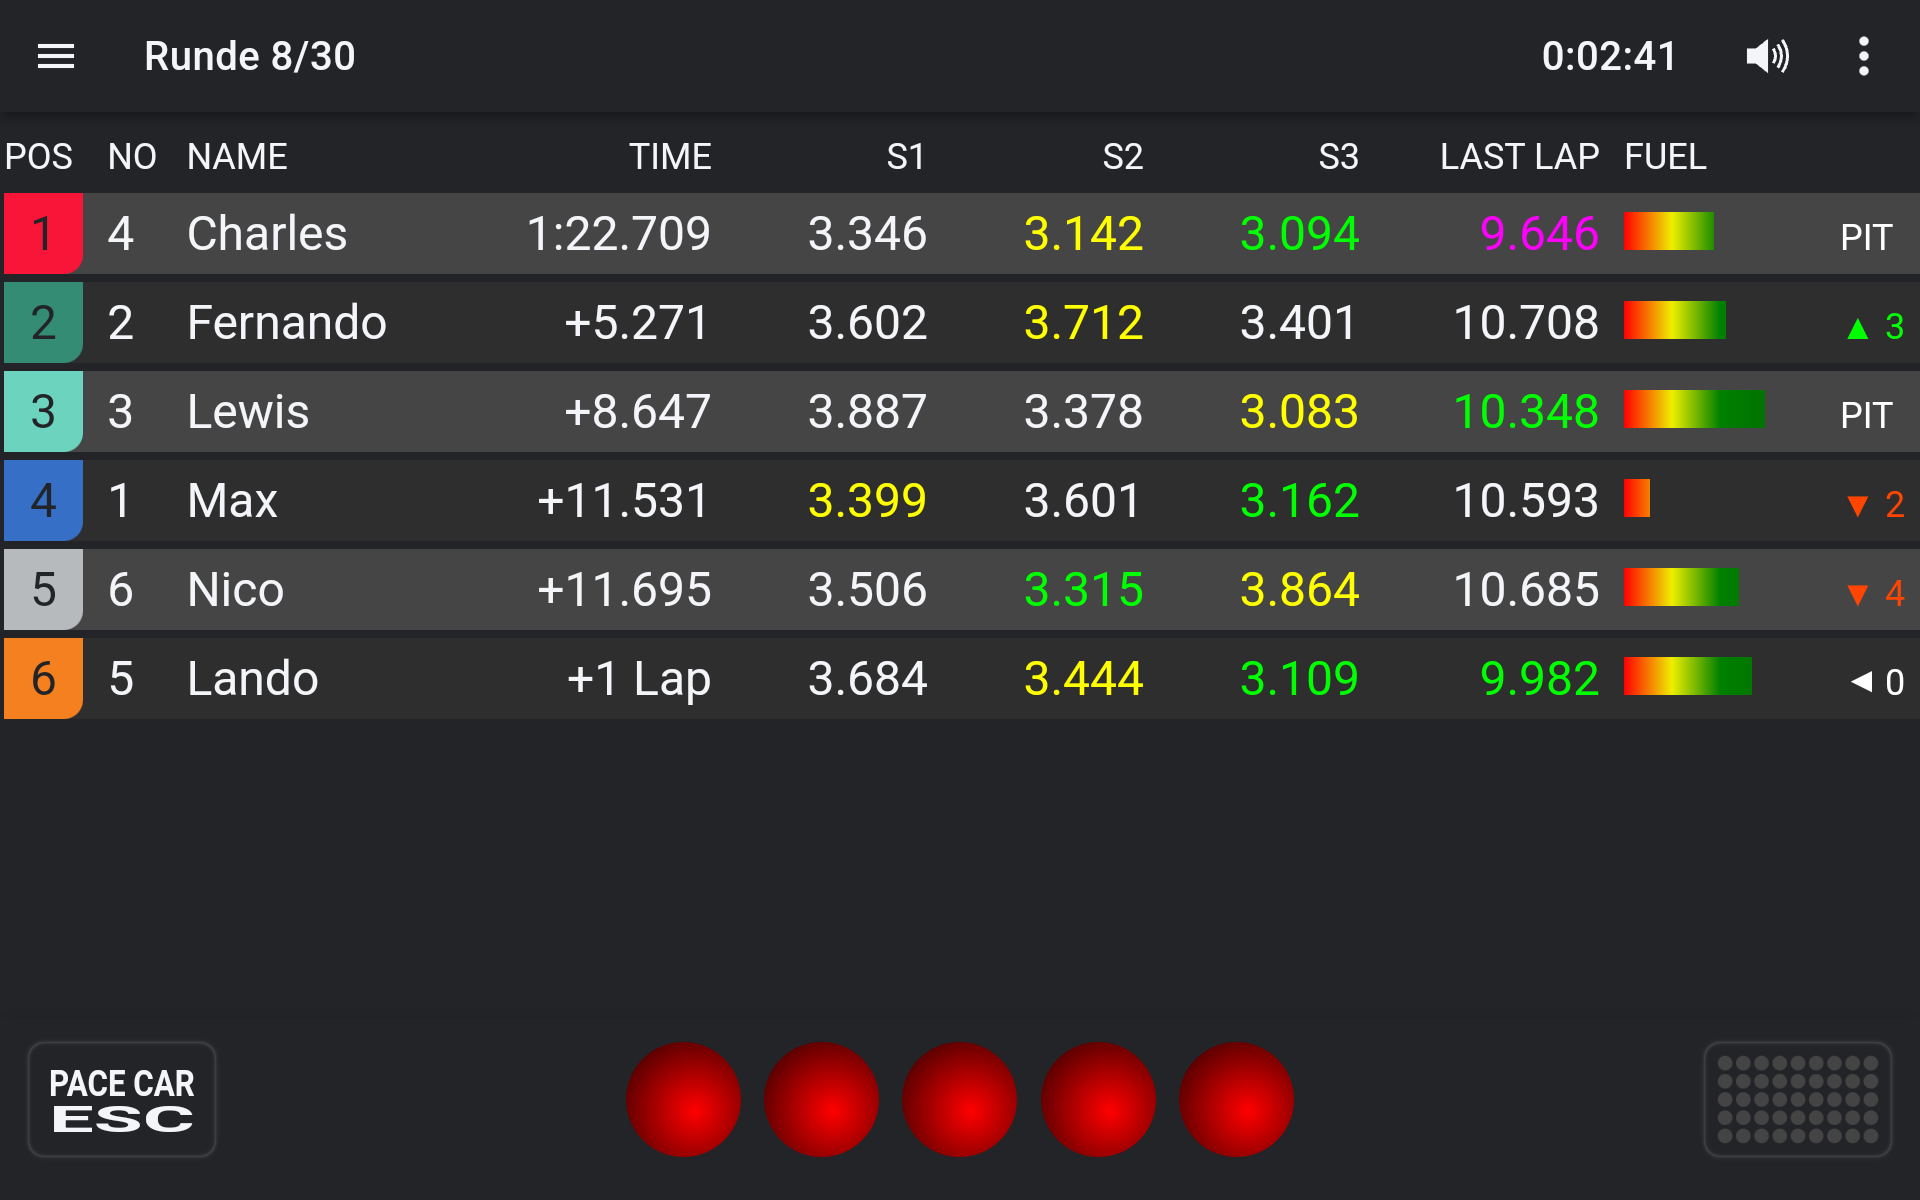 Runde 8/30 0:02:41
POS NO NAME TIME S1 S2 S3 LAST LAP FUEL
1 4 Charles 1:22.709 3.346 3.142 3.094 9.646 PIT
2 2 Fernando +5.271 3.602 3.712 3.401 10.708 ▲ 3
3 3 Lewis +8.647 3.887 3.378 3.083 10.348 PIT
4 1 Max +11.531 3.399 3.601 3.162 10.593 ▼ 2
5 6 Nico +11.695 3.506 3.315 3.864 10.685 ▼ 4
6 5 Lando +1 Lap 3.684 3.444 3.109 9.982 ◀ 0
PACE CAR
ESC